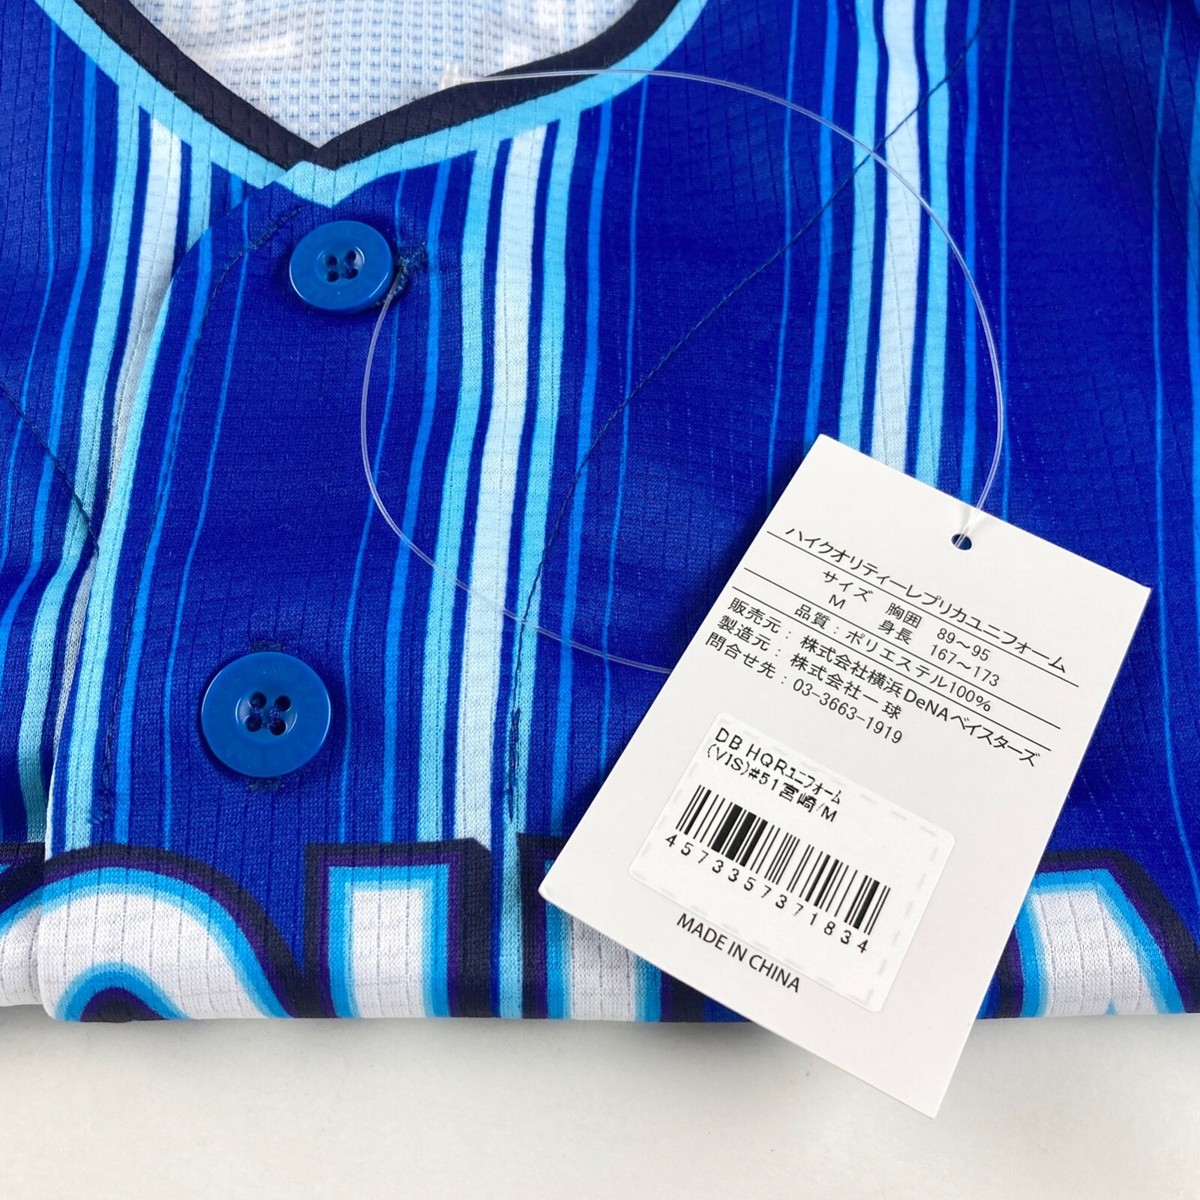 ハイクオリティーレプリカユニフォーム
サイズ 胸囲 89～95
M 身長 167～173
品質：ポリエステル100%
販売元：株式会社横浜DeNAベイスターズ
製造元：株式会社一球
問合せ先：03-3663-1919
DB HQRﾕﾆﾌｫｰﾑ
(VIS)#51宮崎/M
4573357371834
MADE IN CHINA